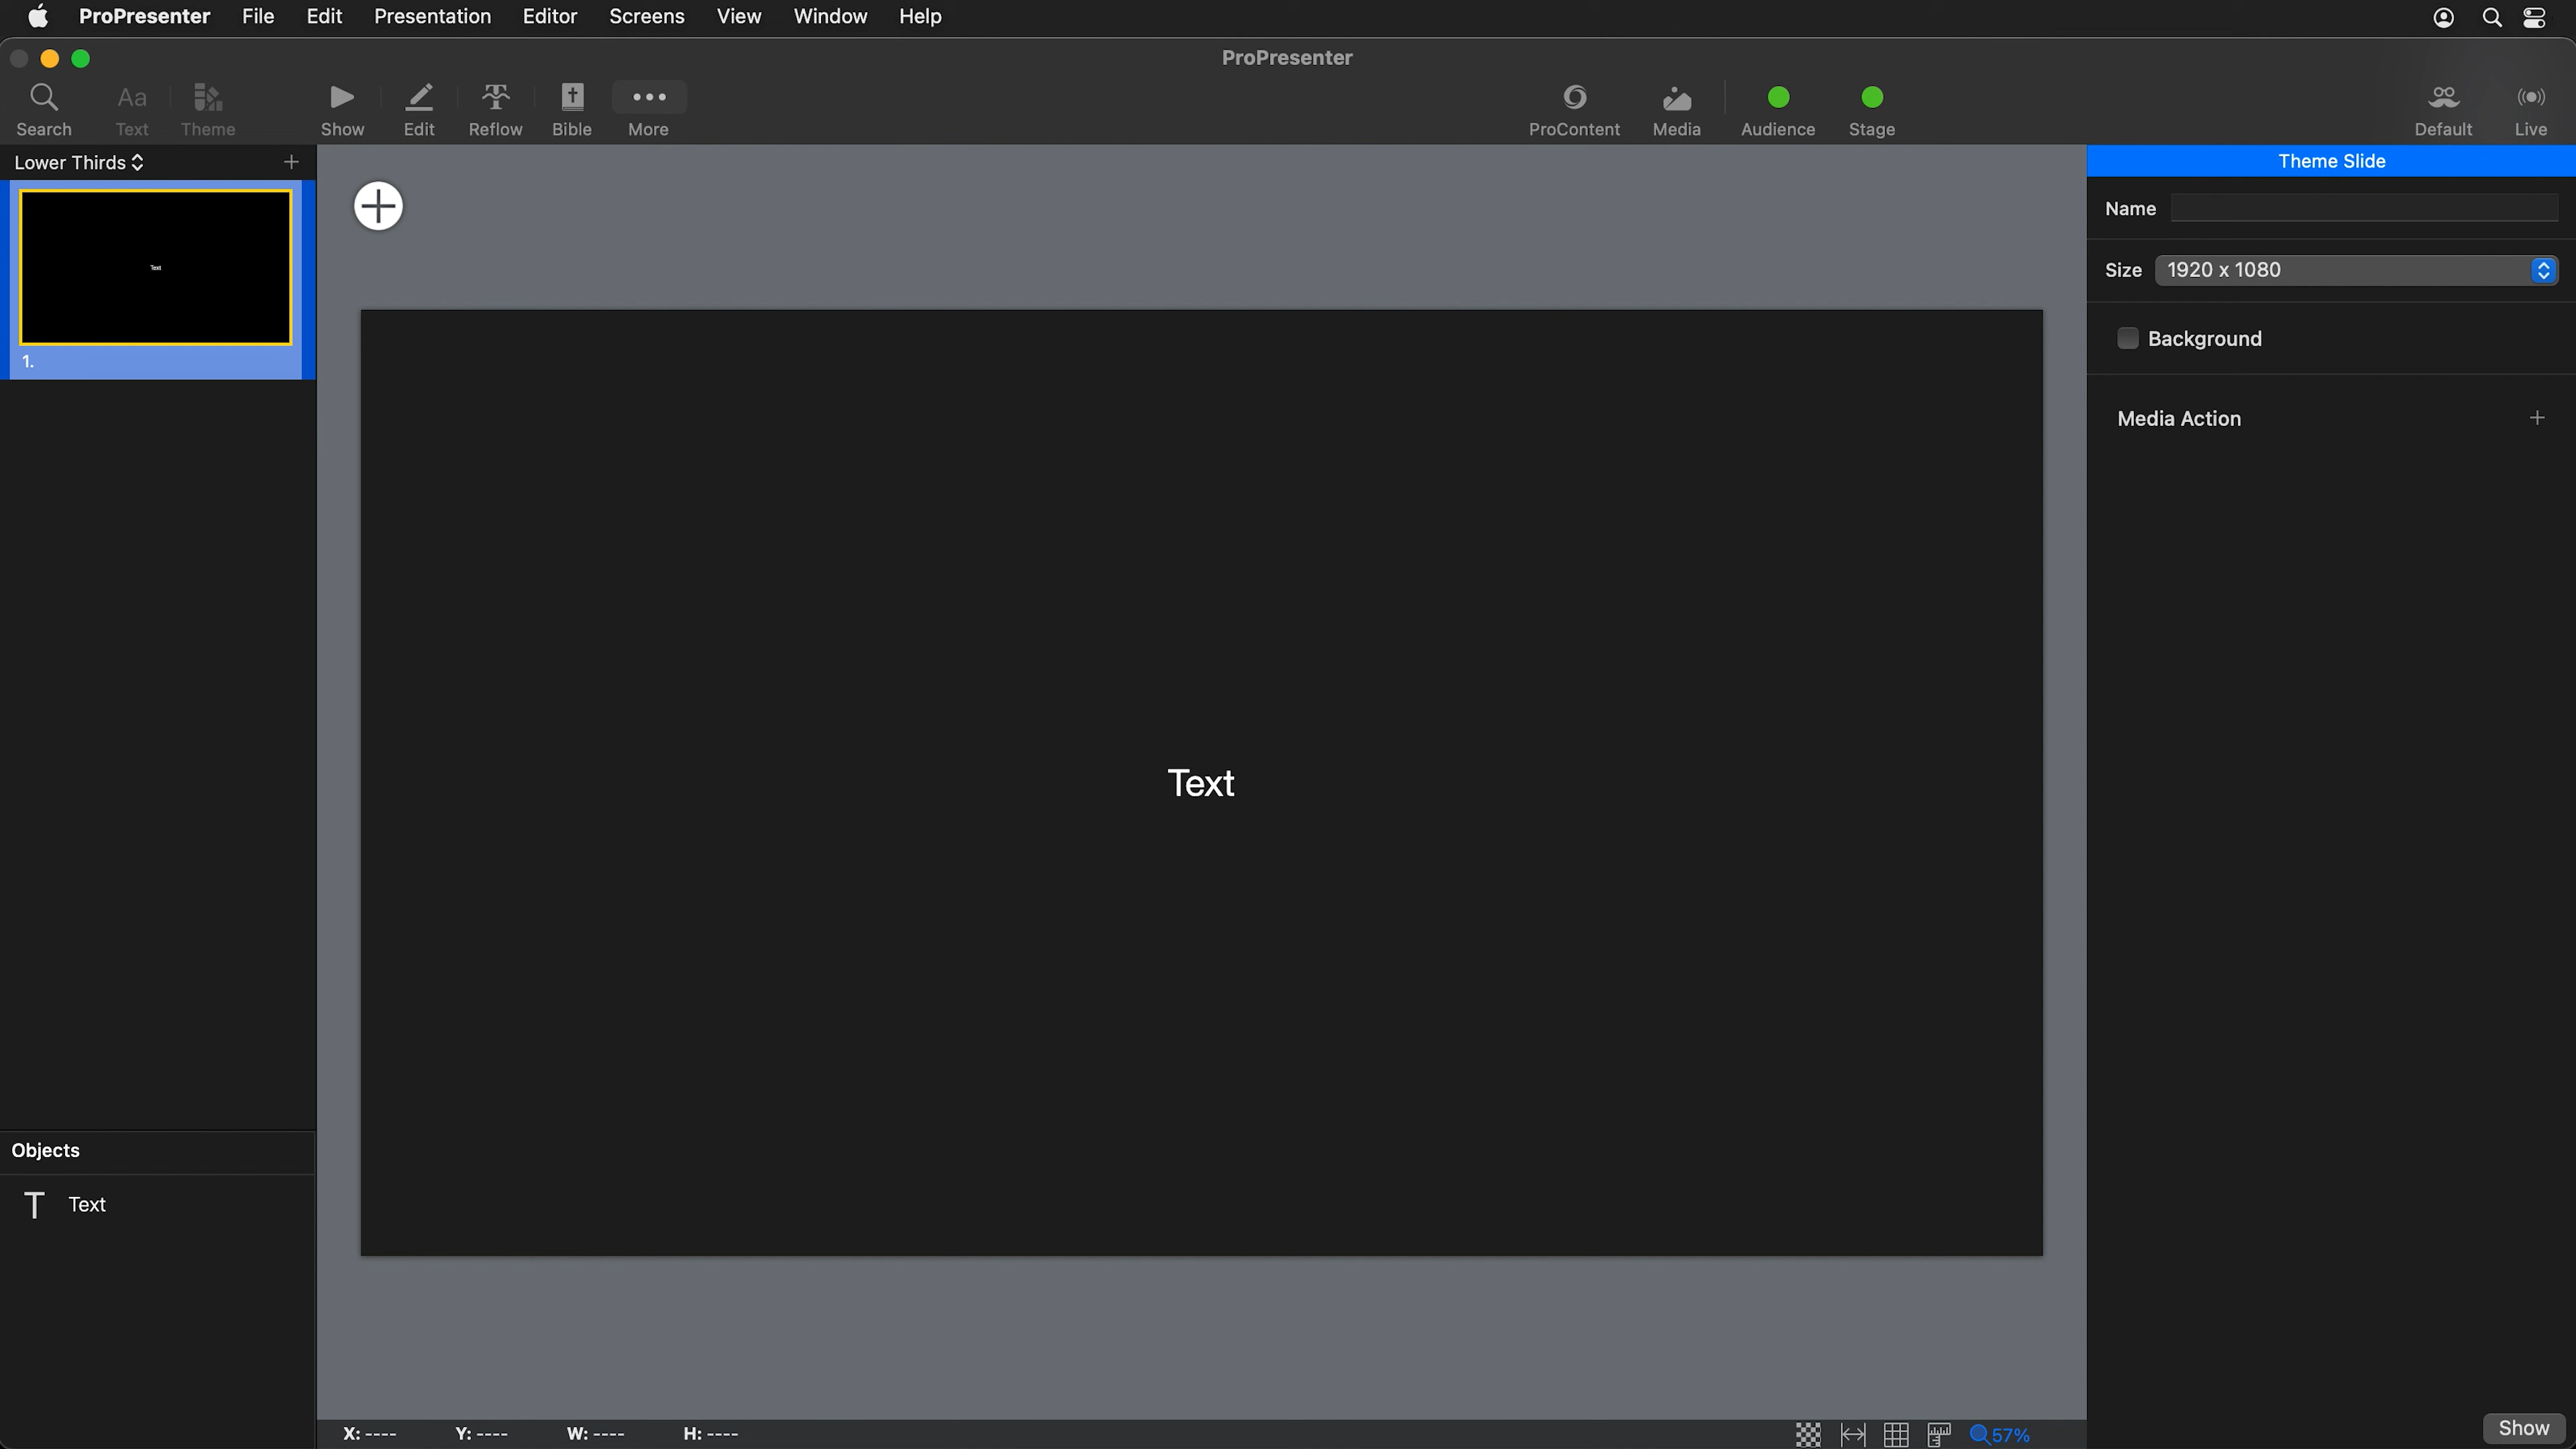 ProPresenter File Edit Presentation Editor Screens View Window Help
ProPresenter
Search Aa Text Theme Show Edit Reflow Bible More ProContent Media Audience Stage Default Live
Lower Thirds
Text
1.
Text
Objects
T Text
X: ---- Y: ---- W: ---- H: ----
57%
Theme Slide
Name
Size 1920 x 1080
Background
Media Action
Show